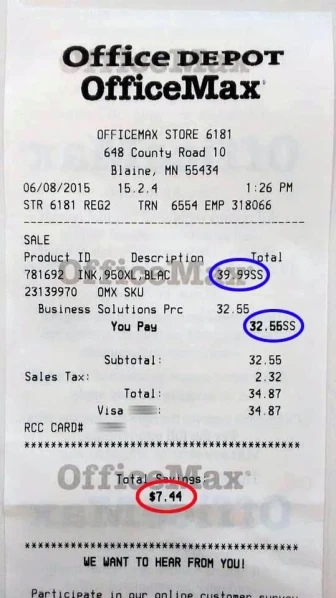 Office DEPOT
OfficeMax
OFFICEMAX STORE 6181
648 County Road 10
Blaine, MN 55434
06/08/2015 15.2.4 1:26 PM
STR 6181 REG2 TRN 6554 EMP 318066
SALE
Product ID Description Total
781692 INK,950XL,BLAC 39.99SS
23139970 OMX SKU
Business Solutions Prc 32.55
You Pay 32.55SS
Subtotal: 32.55
Sales Tax: 2.32
Total: 34.87
Visa 34.87
RCC CARD#
****************************************
Total Savings
$7.44
****************************************
WE WANT TO HEAR FROM YOU!
Participate in our online customer survey